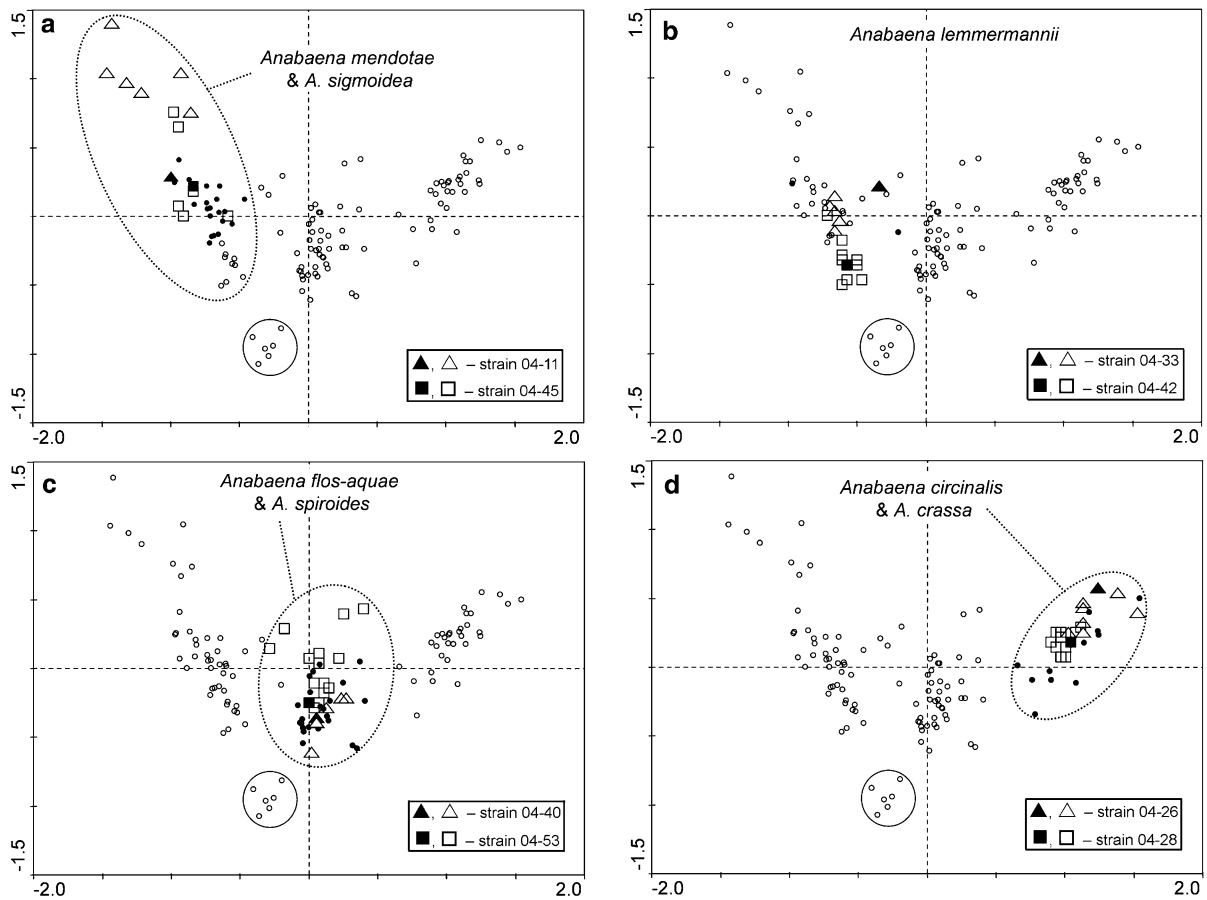 a
1.5
Anabaena mendotae
& A. sigmoidea
▲, △ – strain 04-11
■, □ – strain 04-45
-1.5
-2.0
2.0
b
1.5
Anabaena lemmermannii
▲, △ – strain 04-33
■, □ – strain 04-42
-1.5
-2.0
2.0
c
1.5
Anabaena flos-aquae
& A. spiroides
▲, △ – strain 04-40
■, □ – strain 04-53
-1.5
-2.0
2.0
d
1.5
Anabaena circinalis
& A. crassa
▲, △ – strain 04-26
■, □ – strain 04-28
-1.5
-2.0
2.0